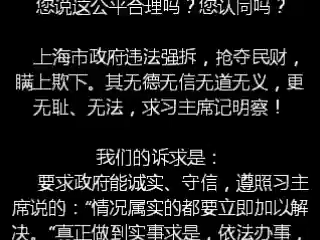 您说这公平合理吗？您认同吗？
上海市政府违法强拆，抢夺民财，
瞒上欺下。其无德无信无道无义，更
无耻、无法，求习主席记明察！
我们的诉求是：
要求政府能诚实、守信，遵照习主
席说的：“情况属实的都要立即加以解
决。“真正做到实事求是，依法办事，